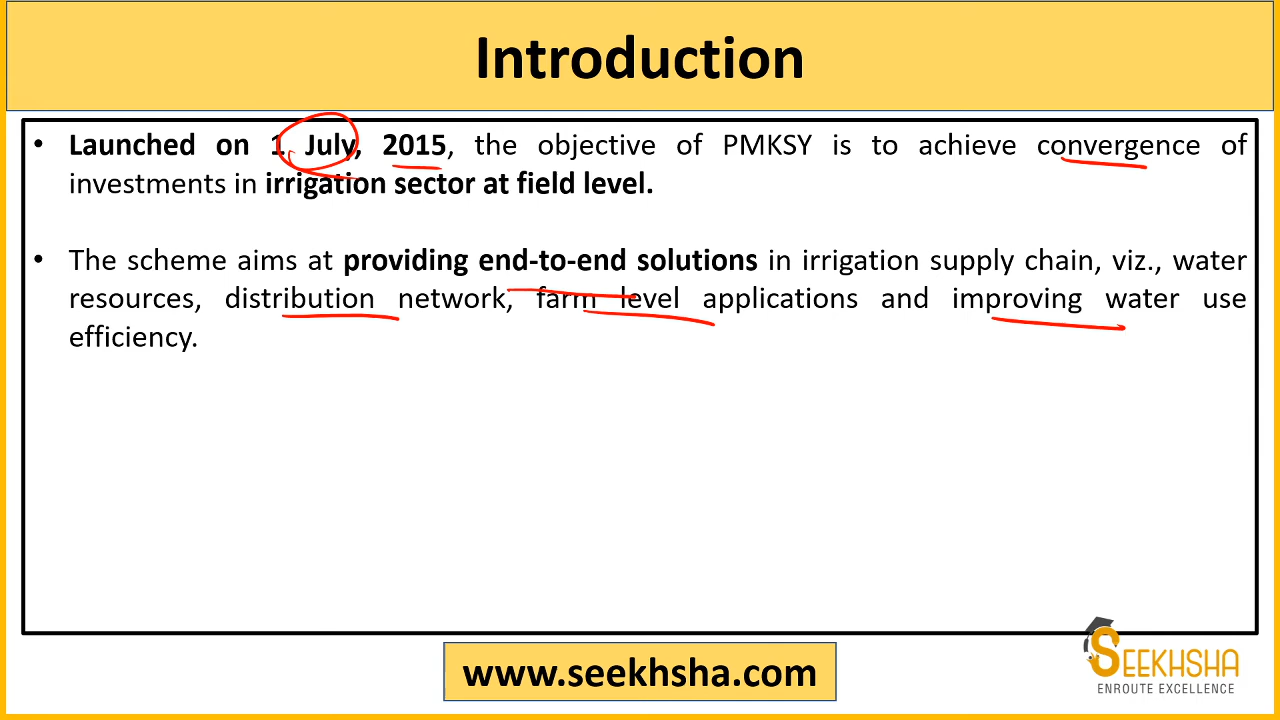 Introduction
• Launched on 1 July, 2015, the objective of PMKSY is to achieve convergence of
investments in irrigation sector at field level.
• The scheme aims at providing end-to-end solutions in irrigation supply chain, viz., water
resources, distribution network, farm level applications and improving water use
efficiency.
www.seekhsha.com
SEEKHSHA
ENROUTE EXCELLENCE